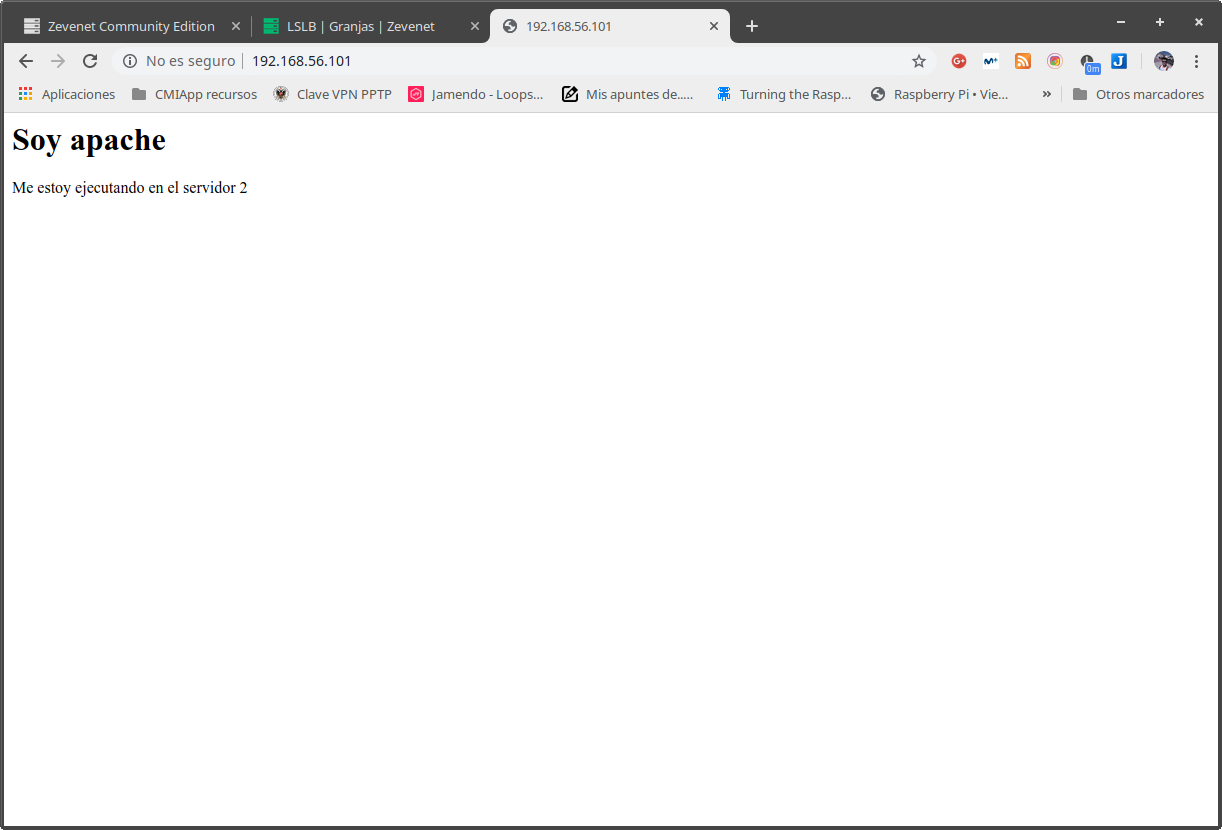 Zevenet Community Edition
LSLB | Granjas | Zevenet
192.168.56.101
No es seguro
192.168.56.101
G+
M+
0m
J
Aplicaciones
CMIApp recursos
Clave VPN PPTP
Jamendo - Loops...
Mis apuntes de.....
Turning the Rasp...
Raspberry Pi • Vie...
»
Otros marcadores
Soy apache
Me estoy ejecutando en el servidor 2